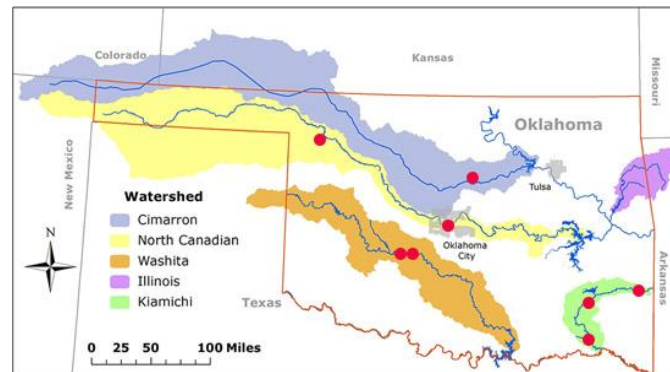 Colorado
Kansas
Missouri
Oklahoma
New Mexico
Tulsa
Watershed
Cimarron
North Canadian
Washita
Illinois
Kiamichi
Oklahoma
City
N
Texas
Arkansas
0 25 50 100 Miles